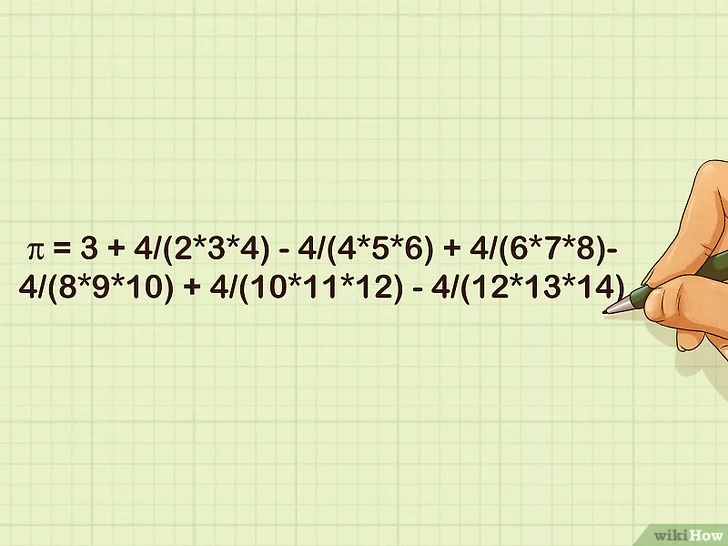 π = 3 + 4/(2*3*4) - 4/(4*5*6) + 4/(6*7*8)-
4/(8*9*10) + 4/(10*11*12) - 4/(12*13*14)
wikiHow